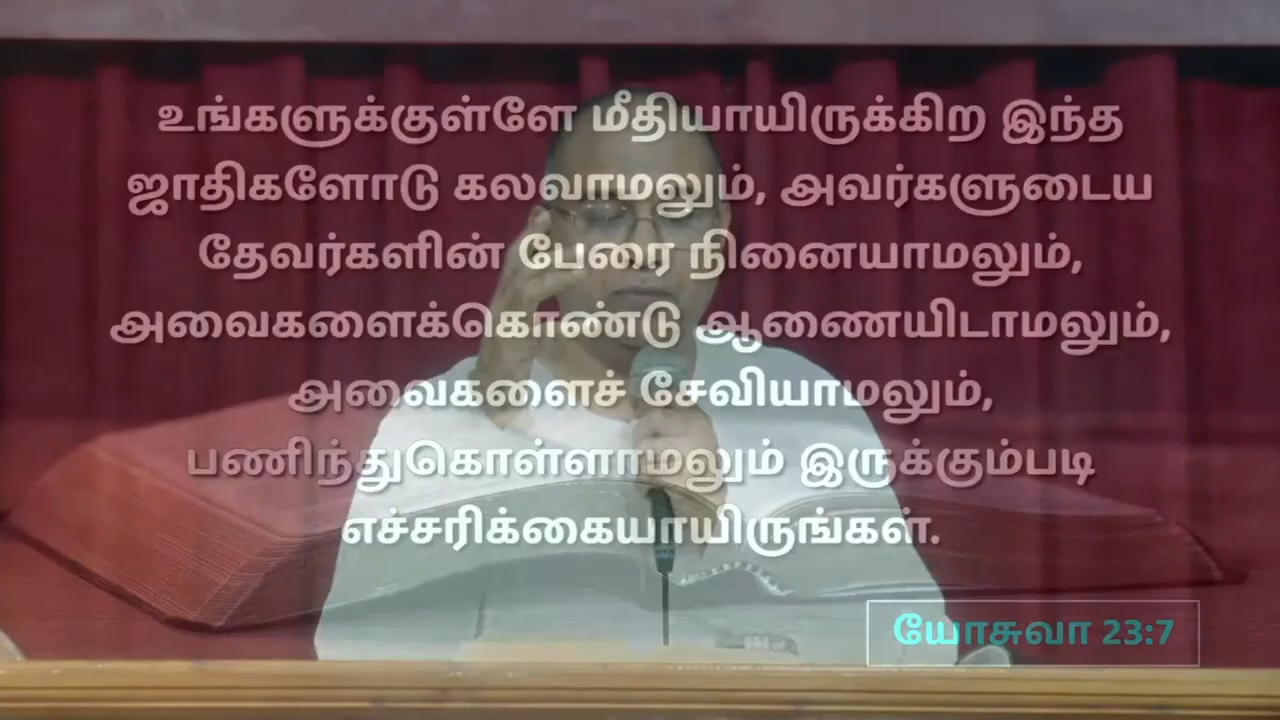 உங்களுக்குள்ளே மீதியாயிருக்கிற இந்த
ஜாதிகளோடு கலவாமலும், அவர்களுடைய
தேவர்களின் பேரை நினையாமலும்,
அவைகளைக்கொண்டு ஆணையிடாமலும்,
அவைகளைச் சேவியாமலும்,
பணிந்துகொள்ளாமலும் இருக்கும்படி
எச்சரிக்கையாயிருங்கள்.
யோசுவா 23:7